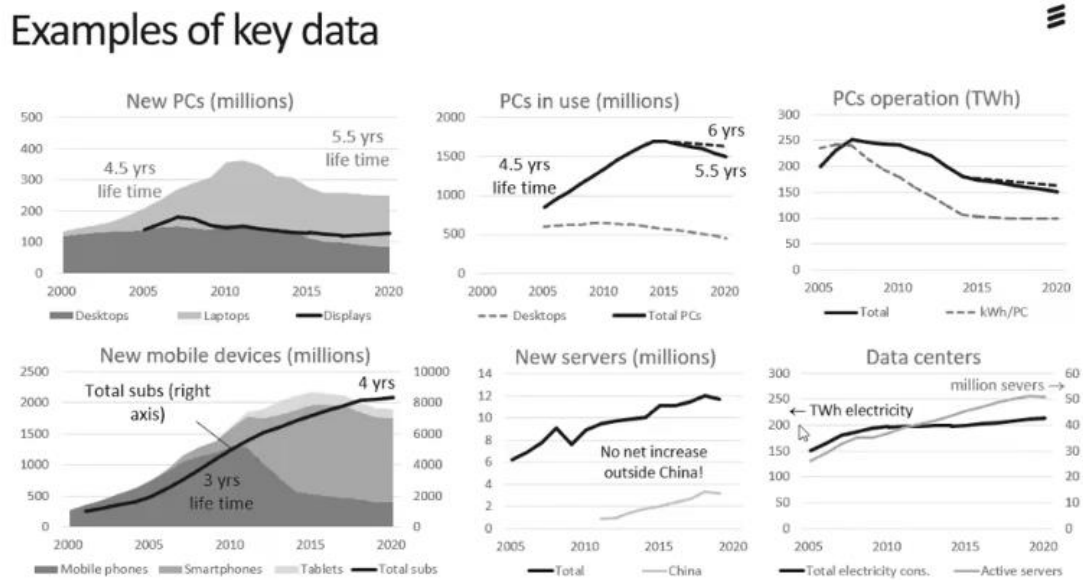 Examples of key data
New PCs (millions)
500
400
300
200
100
0
4.5 yrs
life time
5.5 yrs
life time
2000 2005 2010 2015 2020
Desktops Laptops Displays
PCs in use (millions)
2000
1500
1000
500
0
4.5 yrs
life time
6 yrs
5.5 yrs
2000 2005 2010 2015 2020
Desktops Total PCs
PCs operation (TWh)
300
250
200
150
100
50
0
2005 2010 2015 2020
Total kWh/PC
New mobile devices (millions)
2500
2000
1500
1000
500
0
Total subs (right
axis)
4 yrs
3 yrs
life time
10000
8000
6000
4000
2000
0
2000 2005 2010 2015 2020
Mobile phones Smartphones Tablets Total subs
New servers (millions)
14
12
10
8
6
4
2
0
No net increase
outside China!
2005 2010 2015 2020
Total China
Data centers
300
250
200
150
100
50
0
million severs →
← TWh electricity
60
50
40
30
20
10
0
2005 2010 2015 2020
Total electricity cons. Active servers